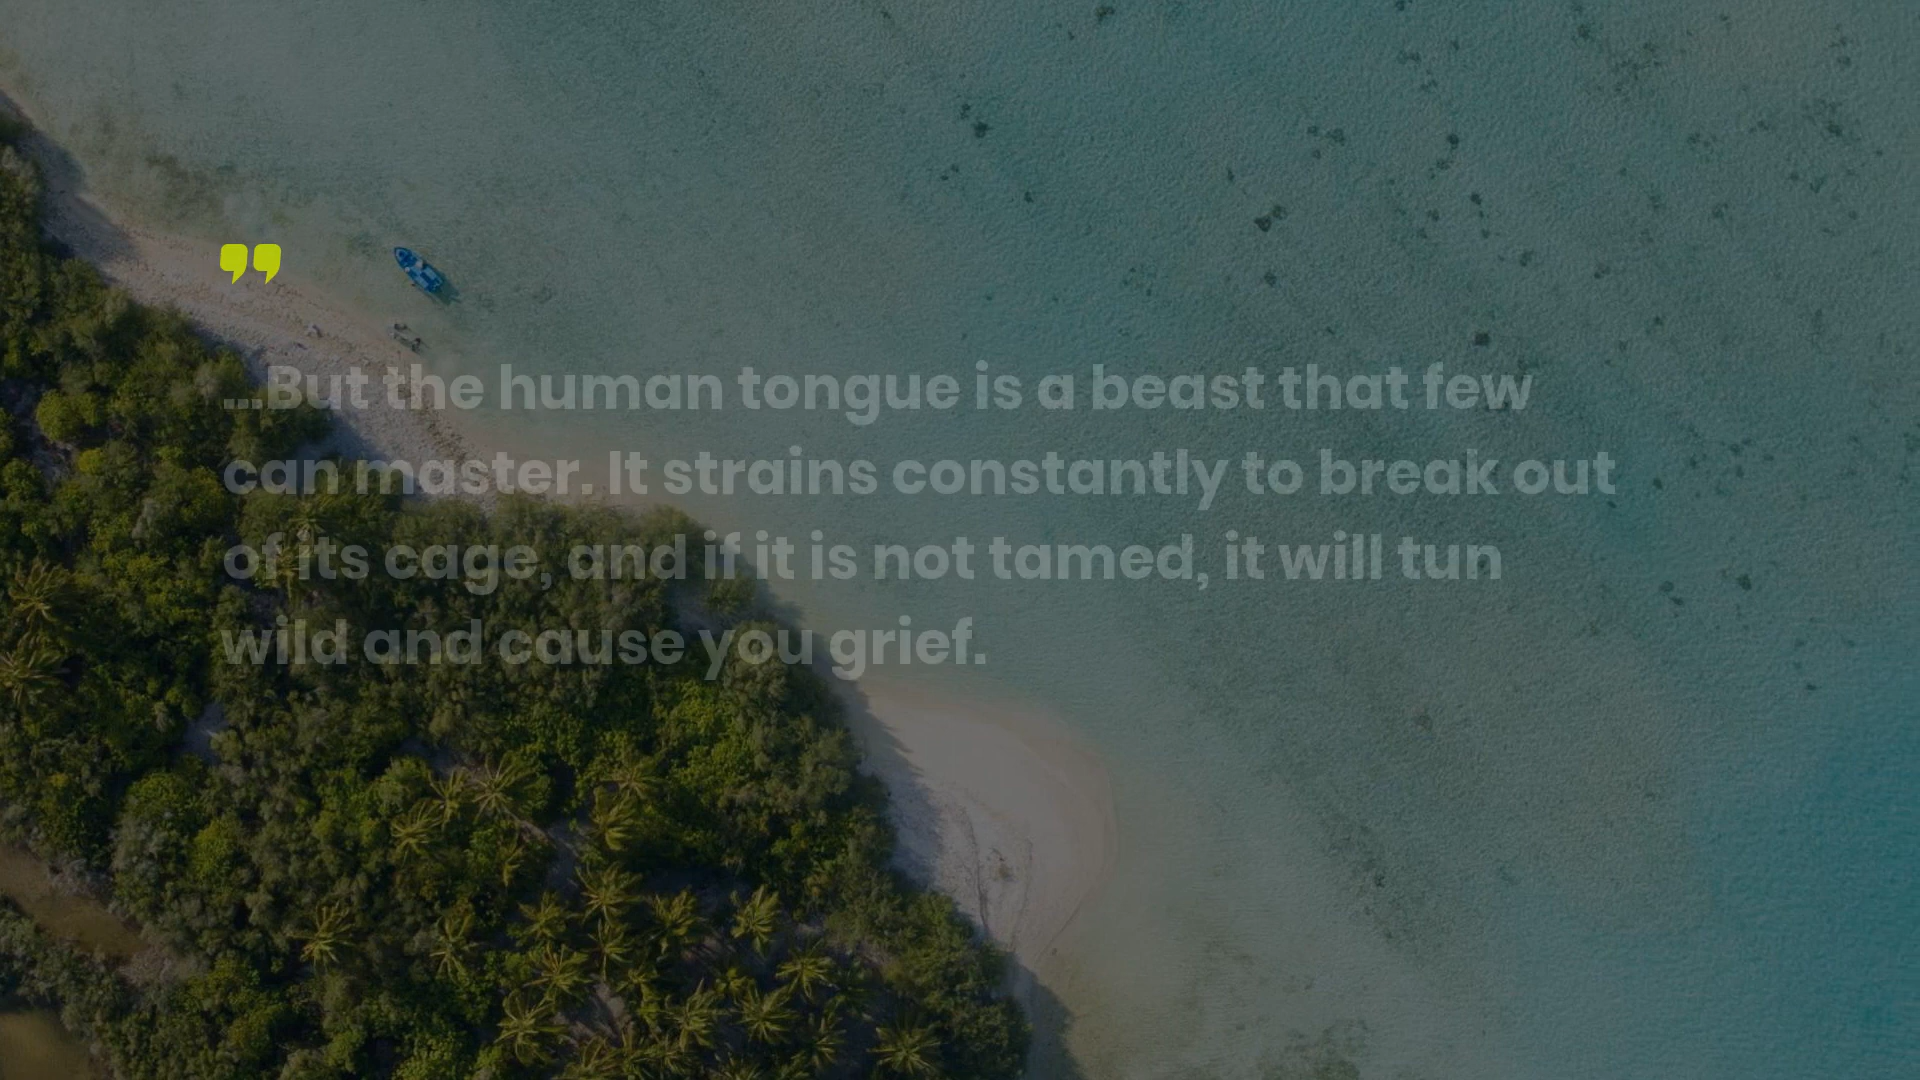 ...But the human tongue is a beast that few
can master. It strains constantly to break out
of its cage, and if it is not tamed, it will tun
wild and cause you grief.